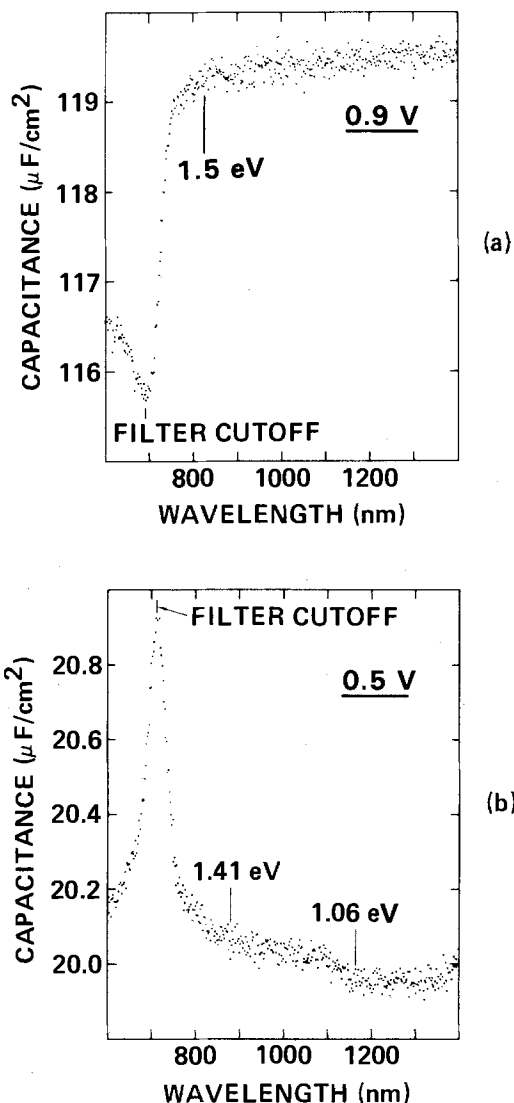 119
118
117
116
CAPACITANCE (μF/cm²)
0.9 V
1.5 eV
FILTER CUTOFF
800 1000 1200
WAVELENGTH (nm)
(a)
20.8
20.6
20.4
20.2
20.0
CAPACITANCE (μF/cm²)
FILTER CUTOFF
0.5 V
1.41 eV
1.06 eV
800 1000 1200
WAVELENGTH (nm)
(b)